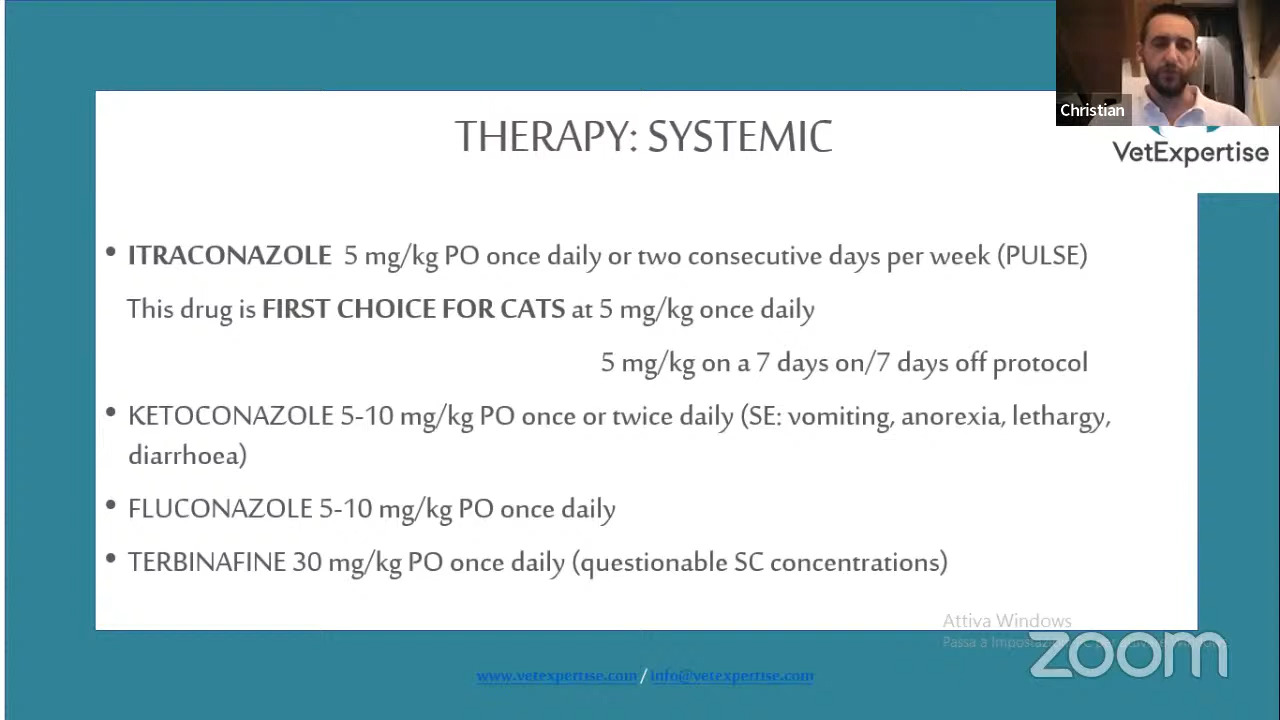 Christian
VetExpertise
THERAPY: SYSTEMIC
• ITRACONAZOLE 5 mg/kg PO once daily or two consecutive days per week (PULSE)
This drug is FIRST CHOICE FOR CATS at 5 mg/kg once daily
5 mg/kg on a 7 days on/7 days off protocol
• KETOCONAZOLE 5-10 mg/kg PO once or twice daily (SE: vomiting, anorexia, lethargy,
diarrhoea)
• FLUCONAZOLE 5-10 mg/kg PO once daily
• TERBINAFINE 30 mg/kg PO once daily (questionable SC concentrations)
Attiva Windows
Passa a
zoom
www.vetexpertise.com / info@vetexpertise.com